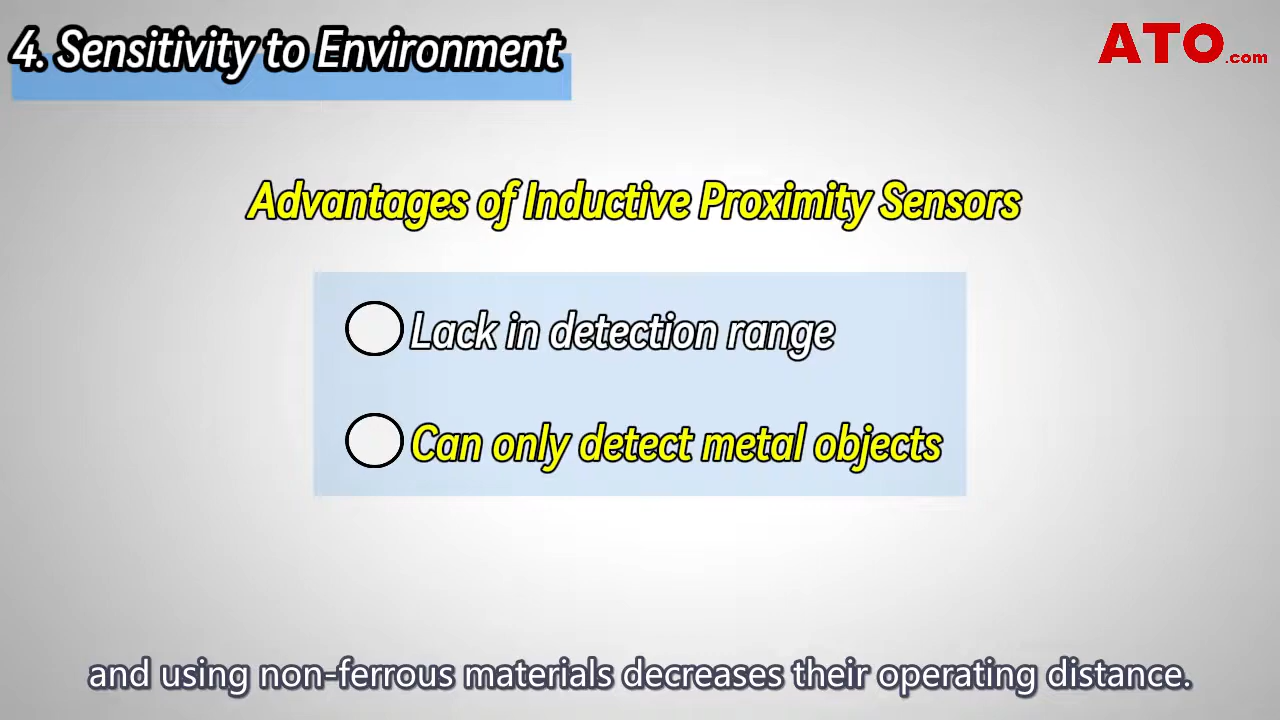 4. Sensitivity to Environment
ATO.com
Advantages of Inductive Proximity Sensors
Lack in detection range
Can only detect metal objects
and using non-ferrous materials decreases their operating distance.